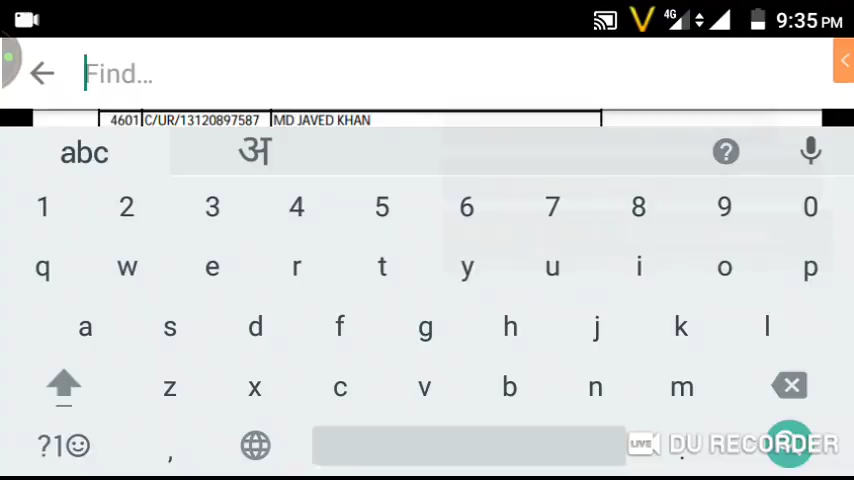 4G 9:35 PM
Find...
4601 C/UR/13120897587 MD JAVED KHAN
abc अ ?
1 2 3 4 5 6 7 8 9 0
q w e r t y u i o p
a s d f g h j k l
z x c v b n m
?1 , .
LIVE DU RECORDER